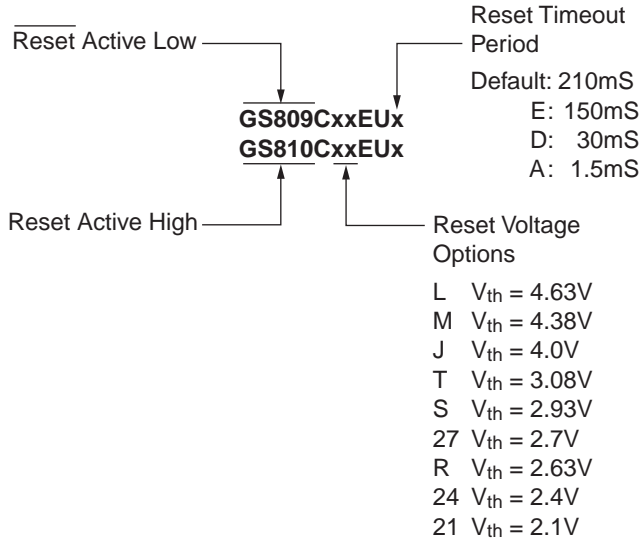 Reset Active Low
Reset Timeout
Period
Default: 210mS
E: 150mS
D: 30mS
A: 1.5mS
GS809CxxEUx
GS810CxxEUx
Reset Active High
Reset Voltage
Options
L Vth = 4.63V
M Vth = 4.38V
J Vth = 4.0V
T Vth = 3.08V
S Vth = 2.93V
27 Vth = 2.7V
R Vth = 2.63V
24 Vth = 2.4V
21 Vth = 2.1V